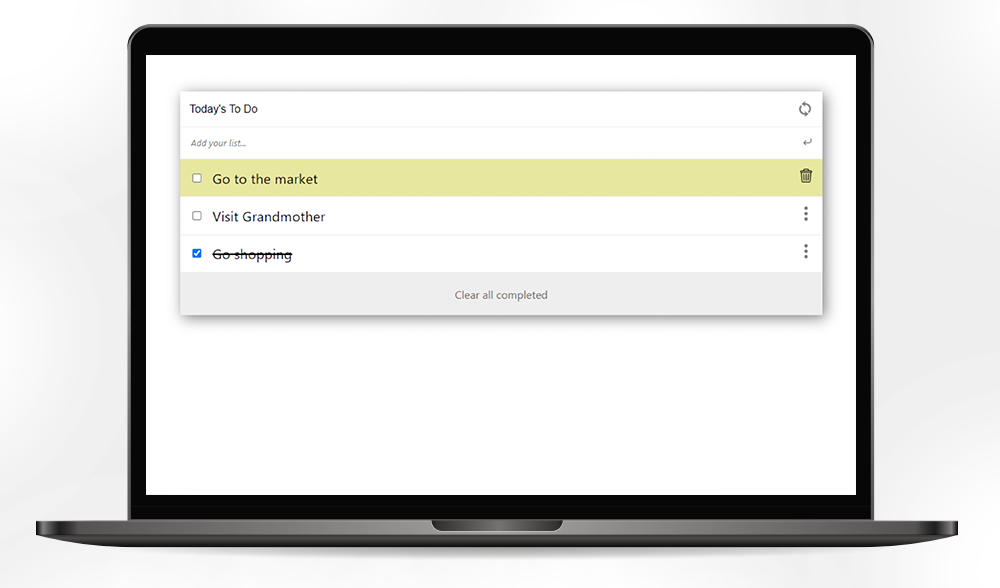 Today's To Do
Add your list...
Go to the market
Visit Grandmother
Go shopping
Clear all completed